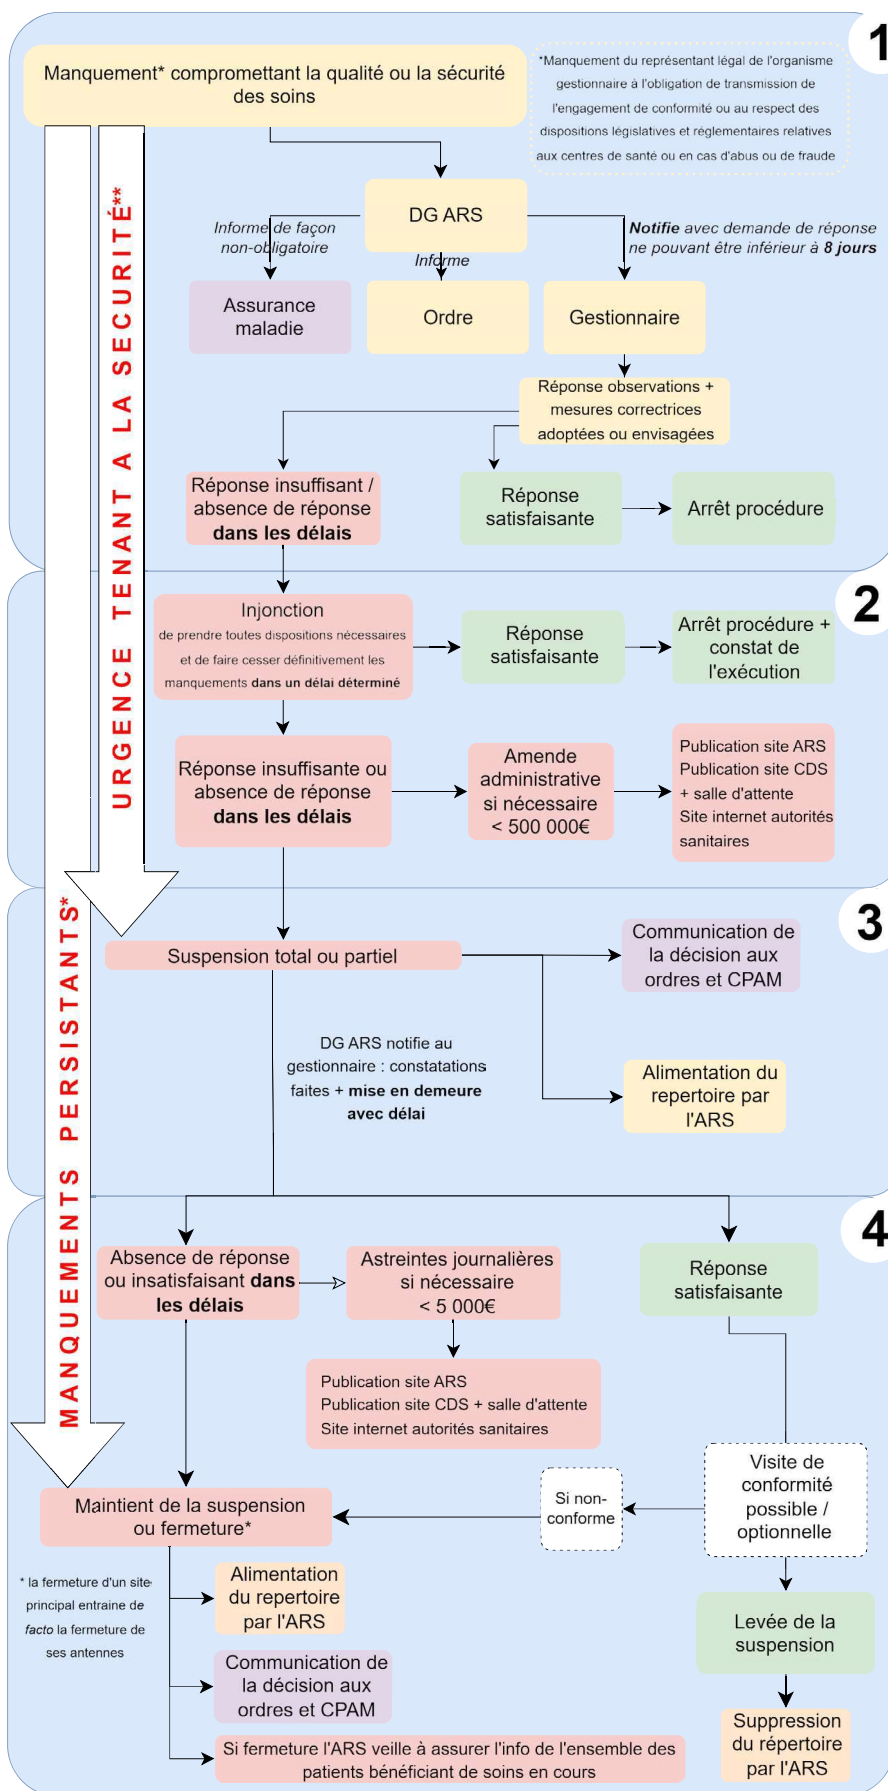 1
Manquement* compromettant la qualité ou la sécurité
des soins
*Manquement du représentant légal de l'organisme
gestionnaire à l'obligation de transmission de
l'engagement de conformité ou au respect des
dispositions législatives et réglementaires relatives
aux centres de santé ou en cas d'abus ou de fraude
URGENCE TENANT A LA SECURITÉ**
MANQUEMENTS PERSISTANTS*
DG ARS
Informe de façon
non-obligatoire
Informe
Notifie avec demande de réponse
ne pouvant être inférieur à 8 jours
Assurance
maladie
Ordre
Gestionnaire
Réponse observations +
mesures correctrices
adoptées ou envisagées
Réponse insuffisant /
absence de réponse
dans les délais
Réponse
satisfaisante
Arrêt procédure
2
Injonction
de prendre toutes dispositions nécessaires
et de faire cesser définitivement les
manquements dans un délai déterminé
Réponse
satisfaisante
Arrêt procédure +
constat de
l'exécution
Réponse insuffisante ou
absence de réponse
dans les délais
Amende
administrative
si nécessaire
< 500 000€
Publication site ARS
Publication site CDS
+ salle d'attente
Site internet autorités
sanitaires
3
Suspension total ou partiel
Communication de
la décision aux
ordres et CPAM
DG ARS notifie au
gestionnaire : constatations
faites + mise en demeure
avec délai
Alimentation du
repertoire par
l'ARS
4
Absence de réponse
ou insatisfaisant dans
les délais
Astreintes journalières
si nécessaire
< 5 000€
Réponse
satisfaisante
Publication site ARS
Publication site CDS + salle d'attente
Site internet autorités sanitaires
Visite de
conformité
possible /
optionnelle
Si non-
conforme
Maintient de la suspension
ou fermeture*
* la fermeture d'un site
principal entraine de
facto la fermeture de
ses antennes
Alimentation
du repertoire
par l'ARS
Levée de la
suspension
Communication de
la décision aux
ordres et CPAM
Suppression
du répertoire
par l'ARS
Si fermeture l'ARS veille à assurer l'info de l'ensemble des
patients bénéficiant de soins en cours